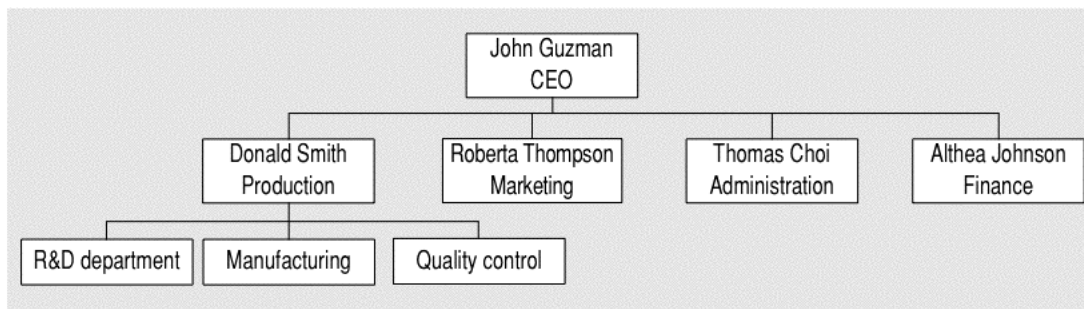 John Guzman
CEO
Donald Smith
Production
Roberta Thompson
Marketing
Thomas Choi
Administration
Althea Johnson
Finance
R&D department
Manufacturing
Quality control